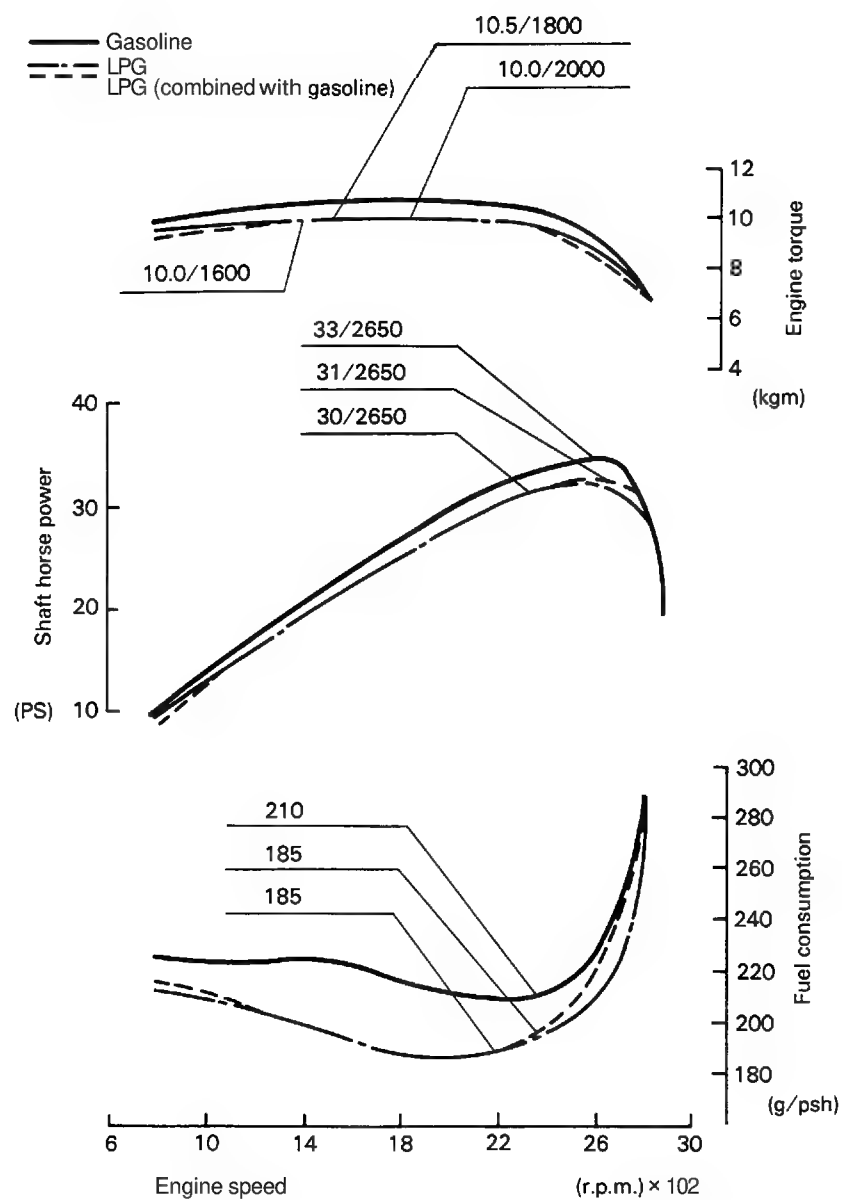 10.5/1800
Gasoline
LPG
10.0/2000
LPG (combined with gasoline)
12
10
8
6
4
Engine torque
(kgm)
10.0/1600
33/2650
31/2650
30/2650
40
30
20
10
Shaft horse power
(PS)
300
280
260
240
220
200
180
Fuel consumption
(g/psh)
210
185
185
6 10 14 18 22 26 30
Engine speed (r.p.m.) × 102